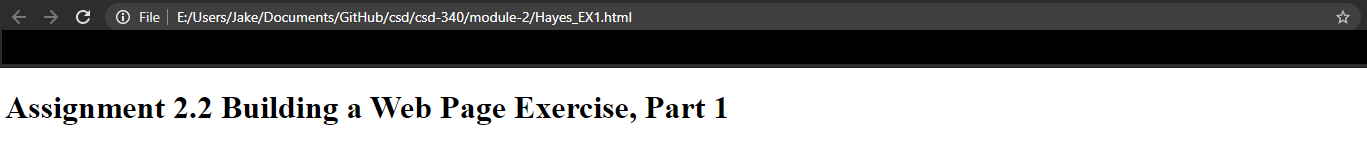 File E:/Users/Jake/Documents/GitHub/csd/csd-340/module-2/Hayes_EX1.html
Assignment 2.2 Building a Web Page Exercise, Part 1